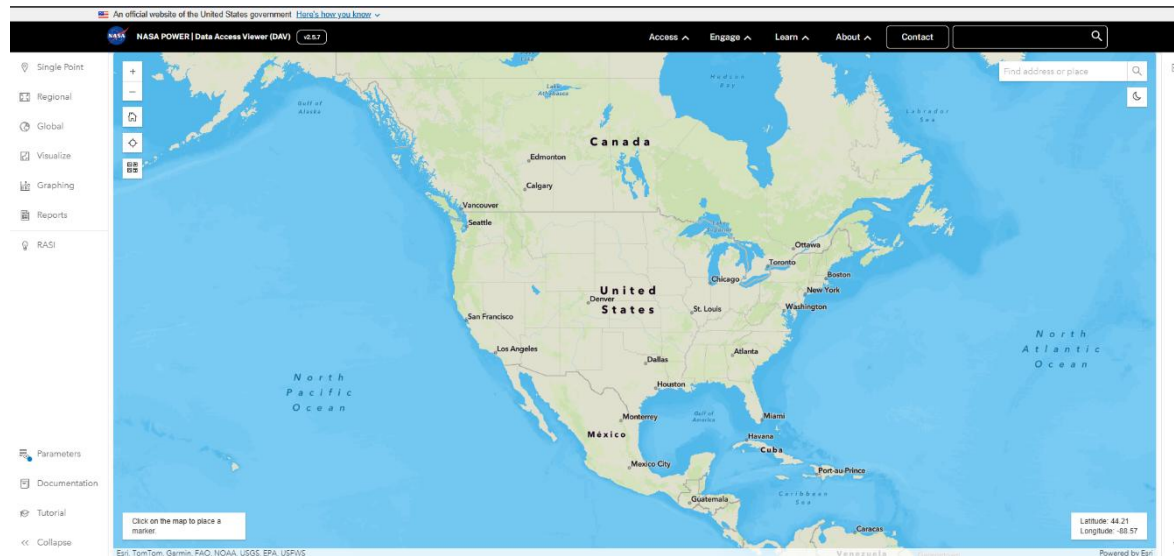 An official website of the United States government Here's how you know
NASA
NASA POWER | Data Access Viewer (DAV) v2.5.7
Access Engage Learn About Contact
Single Point
Regional
Global
Visualize
Graphing
Reports
RASI
Parameters
Documentation
Tutorial
Collapse
Find address or place
Hudson
Bay
Lake
Athabasca
Gulf of
Alaska
Labrador
Sea
Canada
Edmonton
Calgary
Vancouver
Seattle
Ottawa
Toronto
Boston
Chicago
New York
United
States
Denver
St. Louis
Washington
San Francisco
Los Angeles
Atlanta
Dallas
Houston
North
Pacific
Ocean
North
Atlantic
Ocean
Monterrey
Gulf of
America
Miami
México
Havana
Cuba
Mexico City
Port-au-Prince
Guatemala
Caribbean
Sea
Caracas
Venezuela
Click on the map to place a
marker.
Latitude: 44.21
Longitude: -88.57
Esri, TomTom, Garmin, FAO, NOAA, USGS, EPA, USFWS
Powered by Esri